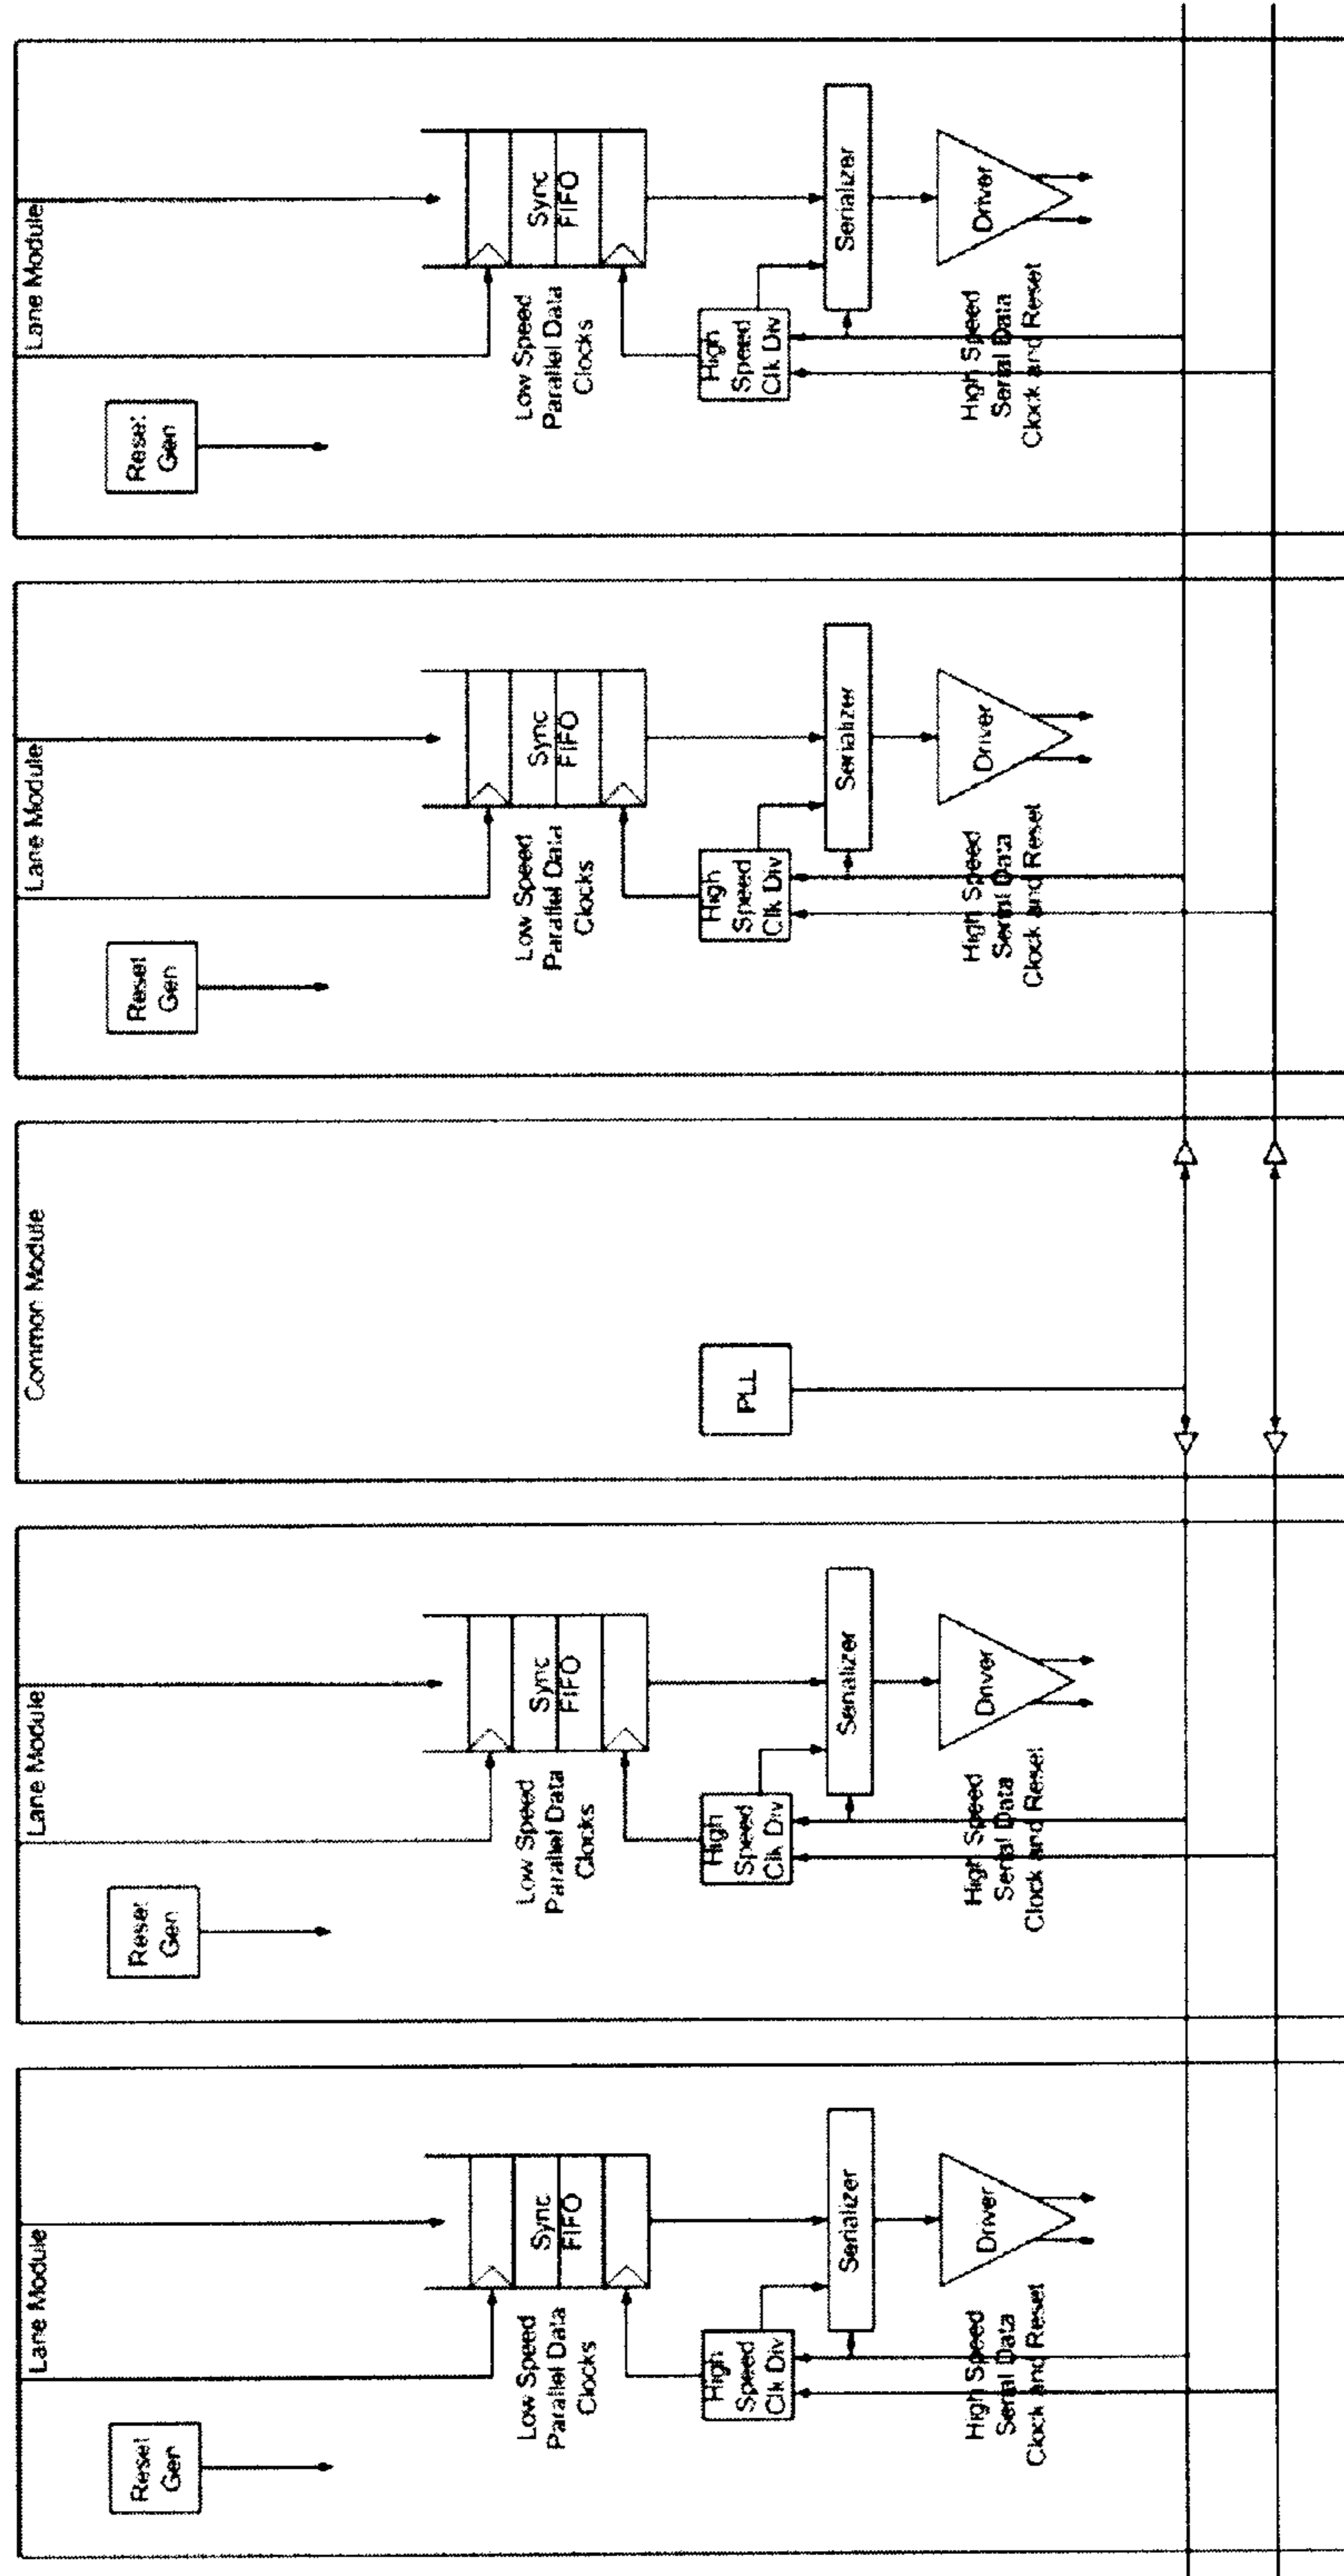 Lane Module
Reset
Gen
Low Speed
Parallel Data
Clocks
Sync
FIFO
High
Speed
Clk Div
Serializer
High Speed
Serial Data
Clock and Reset
Driver
Lane Module
Reset
Gen
Low Speed
Parallel Data
Clocks
Sync
FIFO
High
Speed
Clk Div
Serializer
High Speed
Serial Data
Clock and Reset
Driver
Common Module
PLL
Lane Module
Reset
Gen
Low Speed
Parallel Data
Clocks
Sync
FIFO
High
Speed
Clk Div
Serializer
High Speed
Serial Data
Clock and Reset
Driver
Lane Module
Reset
Gen
Low Speed
Parallel Data
Clocks
Sync
FIFO
High
Speed
Clk Div
Serializer
High Speed
Serial Data
Clock and Reset
Driver